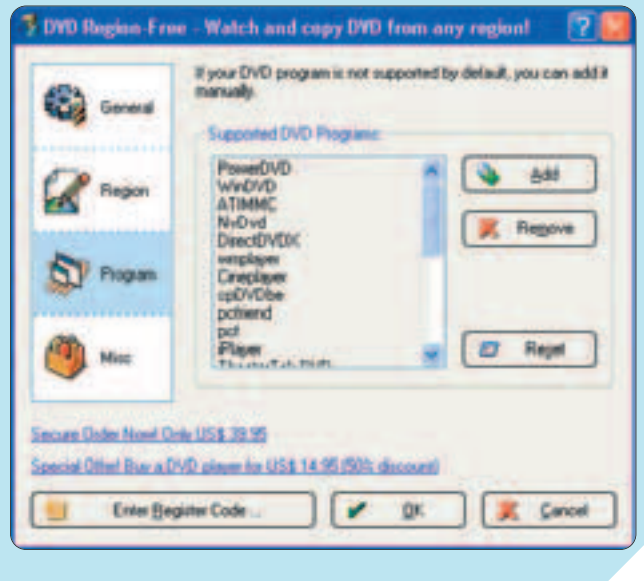 DVD Region-Free - Watch and copy DVD from any region!
If your DVD program is not supported by default, you can add it
manually.
General
Region
Program
Misc
Supported DVD Programs:
PowerDVD
WinDVD
ATIMMC
NvDvd
DirectDVDX
wmplayer
Cineplayer
cpDVDbe
pcfriend
pcf
iPlayer
Add
Remove
Reset
Secure Order Now! Only US$ 39.95
Special Offer! Buy a DVD player for US$ 14.95 (50% discount)
Enter Register Code ...
OK
Cancel